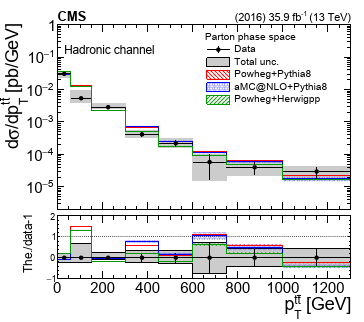 CMS (2016) 35.9 fb⁻¹ (13 TeV)
Parton phase space
Hadronic channel
Data
Total unc.
Powheg+Pythia8
aMC@NLO+Pythia8
Powheg+Herwigpp
dσ/dp_T^{tt̄} [pb/GeV]
1
10⁻¹
10⁻²
10⁻³
10⁻⁴
10⁻⁵
The./data-1
2
1
0
−1
0 200 400 600 800 1000 1200
p_T^{tt̄} [GeV]